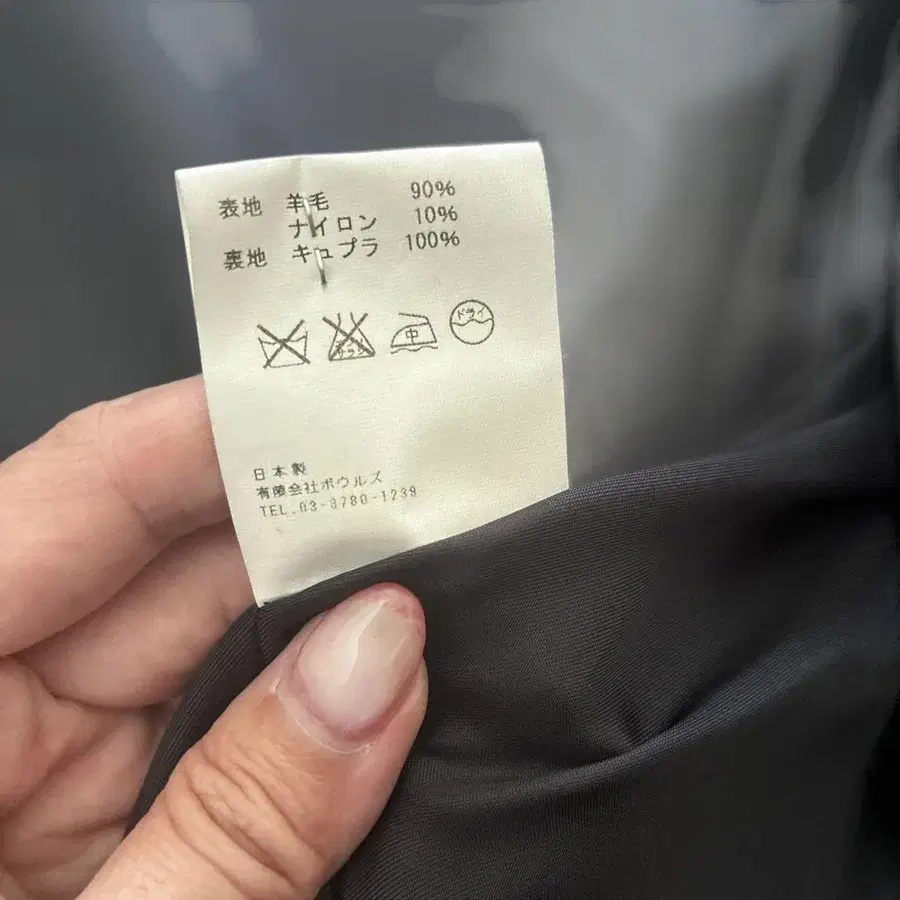 表地 羊毛 90%
ナイロン 10%
裏地 キュプラ 100%
中 ドライ
日本製
有限会社ボウルズ
TEL.03-3780-1239